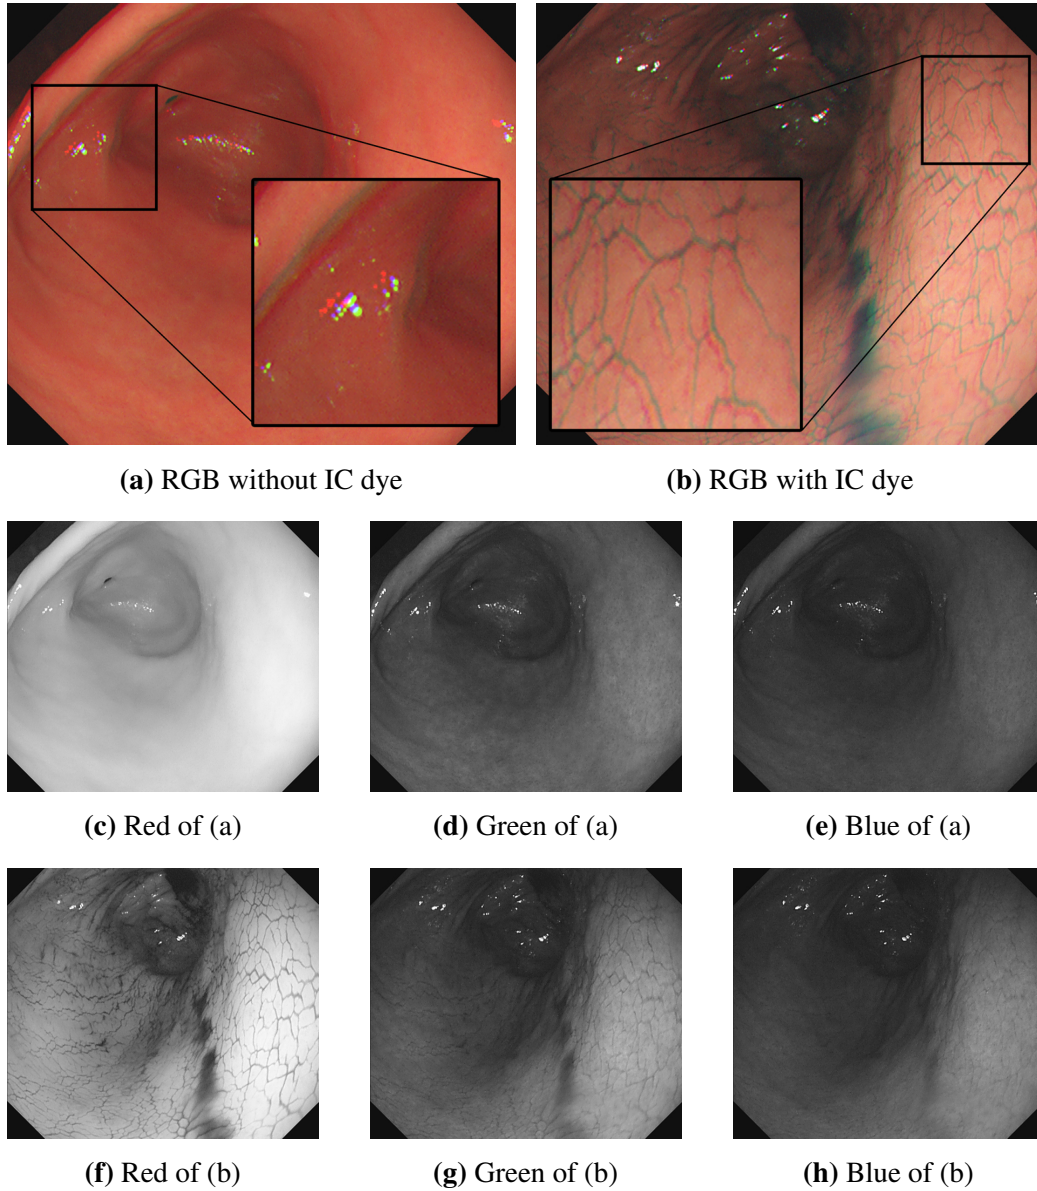 (a) RGB without IC dye
(b) RGB with IC dye
(c) Red of (a)
(d) Green of (a)
(e) Blue of (a)
(f) Red of (b)
(g) Green of (b)
(h) Blue of (b)